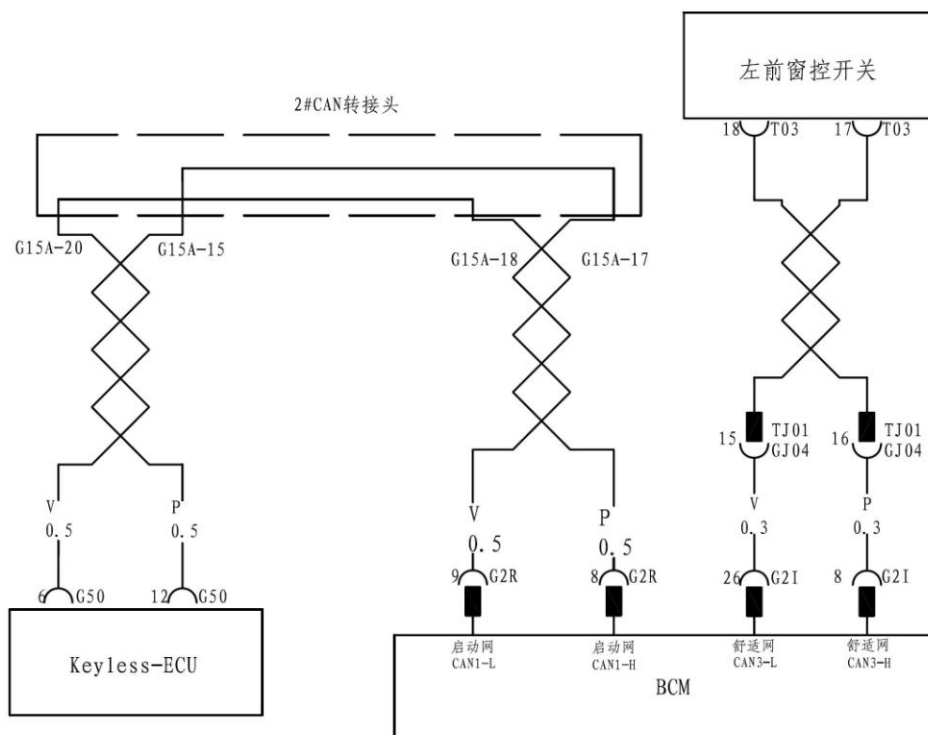 左前窗控开关
2#CAN转接头
18 T03
17 T03
G15A-20
G15A-15
G15A-18
G15A-17
15 TJ01
GJ04
16 TJ01
GJ04
V
0.5
P
0.5
V
0.5
P
0.5
V
0.3
P
0.3
6 G50
12 G50
9 G2R
8 G2R
26 G2I
8 G2I
Keyless-ECU
启动网
CAN1-L
启动网
CAN1-H
舒适网
CAN3-L
舒适网
CAN3-H
BCM